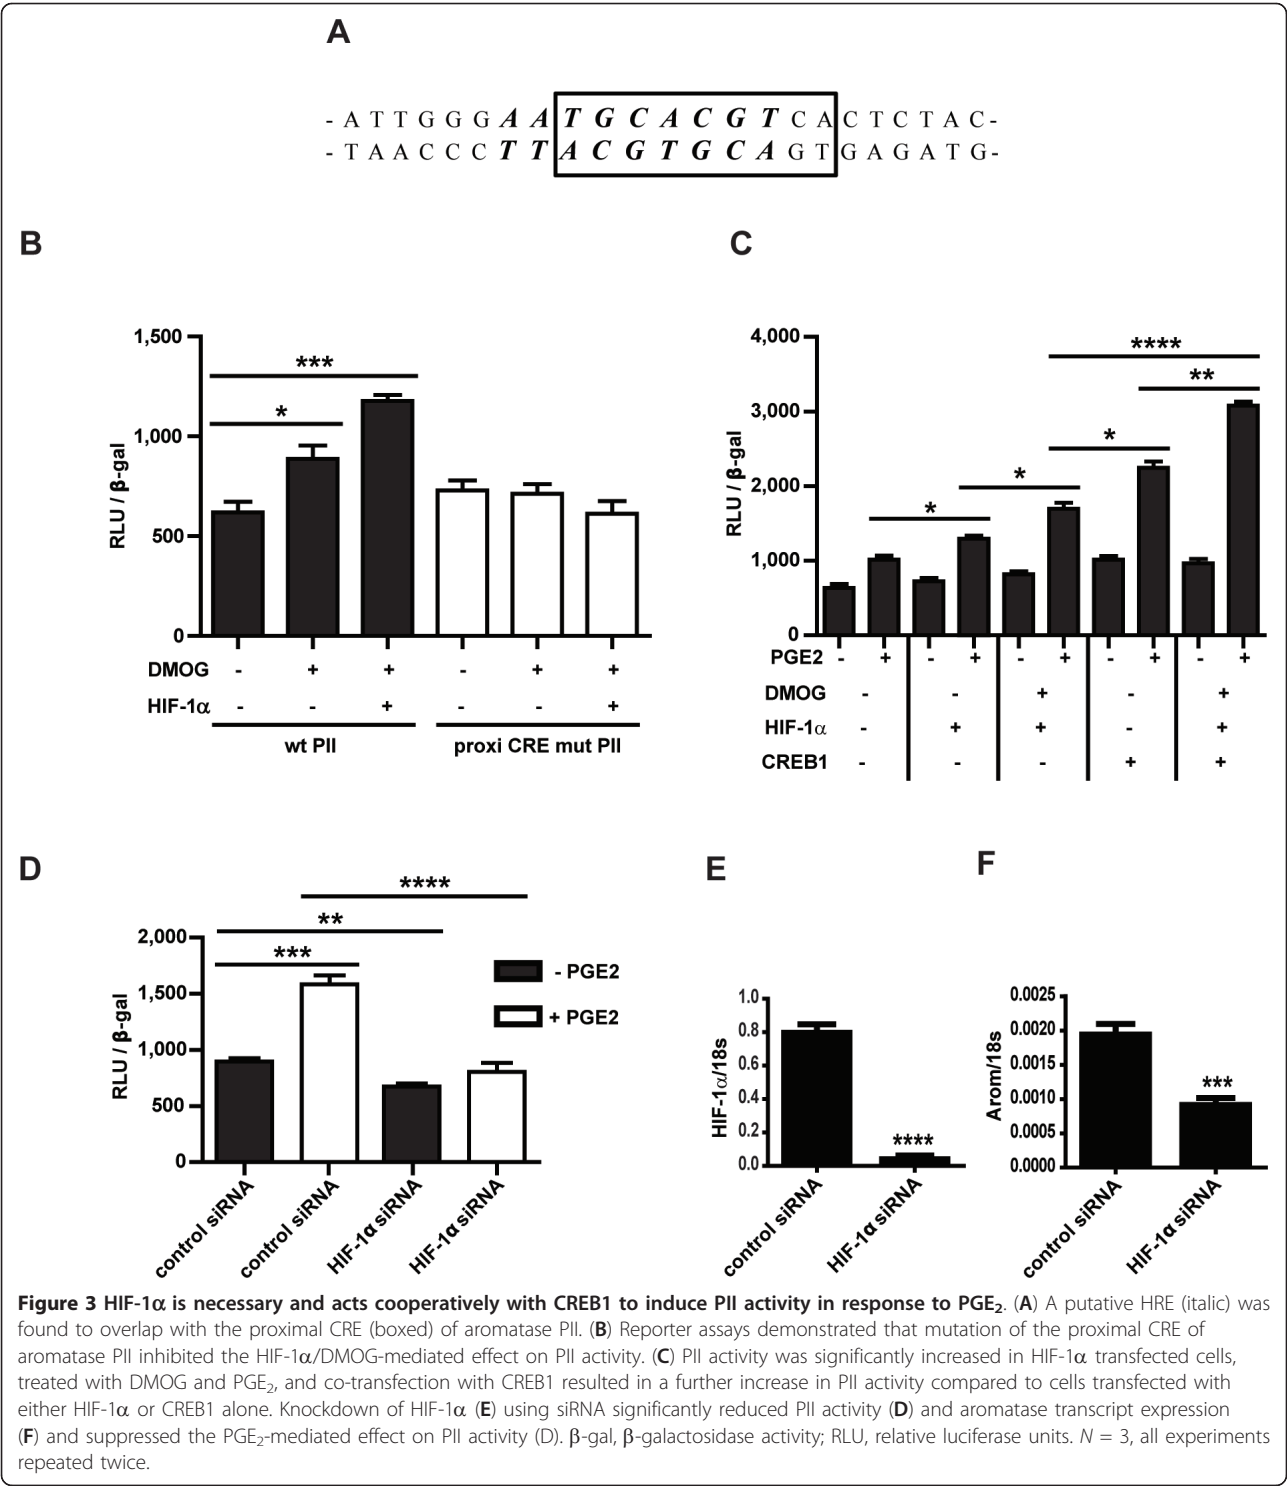 A
- A T T G G G A A T G C A C G T C A C T C T A C -
- T A A C C C T T A C G T G C A G T G A G A T G -
B
1,500
1,000
500
0
RLU / β-gal
***
*
DMOG - + + - + +
HIF-1α - - + - - +
wt PII proxi CRE mut PII
C
4,000
3,000
2,000
1,000
0
RLU / β-gal
****
**
*
*
*
PGE2 - + - + - + - + - +
DMOG - - + - +
HIF-1α - + + - +
CREB1 - - - + +
D
2,000
1,500
1,000
500
0
RLU / β-gal
****
**
***
- PGE2
+ PGE2
control siRNA
control siRNA
HIF-1α siRNA
HIF-1α siRNA
E
1.0
0.8
0.6
0.4
0.2
0.0
HIF-1α/18s
****
control siRNA
HIF-1α siRNA
F
0.0025
0.0020
0.0015
0.0010
0.0005
0.0000
Arom/18s
***
control siRNA
HIF-1α siRNA
Figure 3 HIF-1α is necessary and acts cooperatively with CREB1 to induce PII activity in response to PGE₂. (A) A putative HRE (italic) was
found to overlap with the proximal CRE (boxed) of aromatase PII. (B) Reporter assays demonstrated that mutation of the proximal CRE of
aromatase PII inhibited the HIF-1α/DMOG-mediated effect on PII activity. (C) PII activity was significantly increased in HIF-1α transfected cells,
treated with DMOG and PGE₂, and co-transfection with CREB1 resulted in a further increase in PII activity compared to cells transfected with
either HIF-1α or CREB1 alone. Knockdown of HIF-1α (E) using siRNA significantly reduced PII activity (D) and aromatase transcript expression
(F) and suppressed the PGE₂-mediated effect on PII activity (D). β-gal, β-galactosidase activity; RLU, relative luciferase units. N = 3, all experiments
repeated twice.